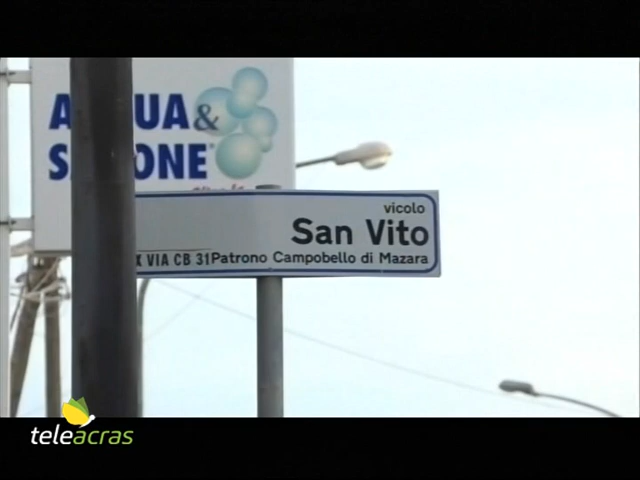 &
vicolo
San Vito
VIA CB 31 Patrono Campobello di Mazara
teleacras